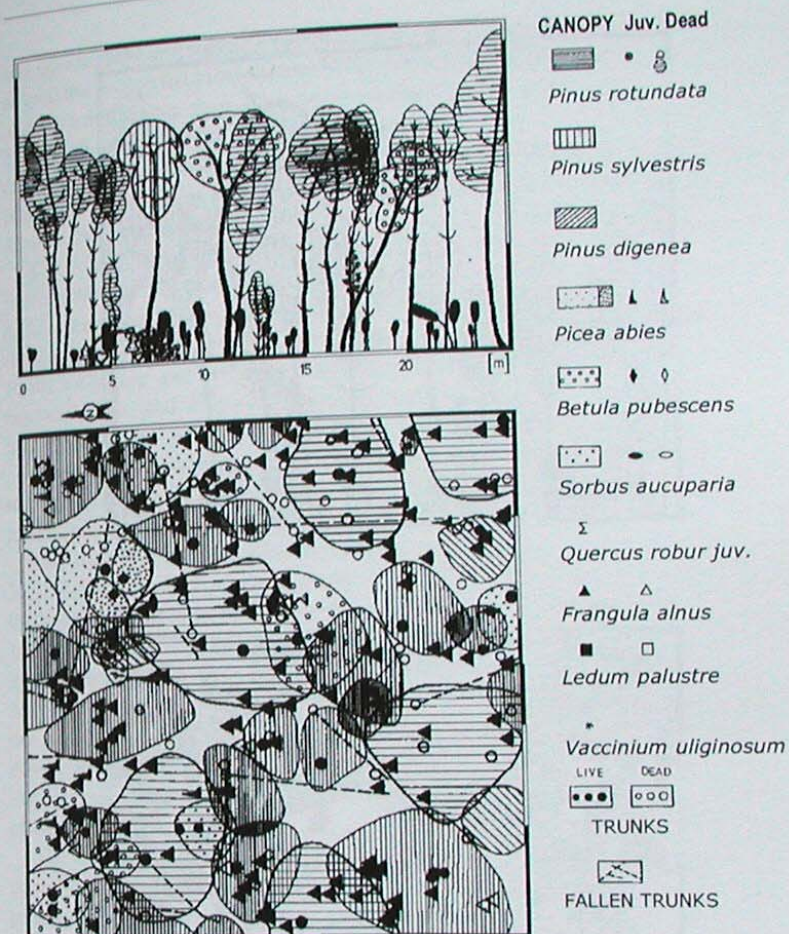 CANOPY Juv. Dead
Pinus rotundata
Pinus sylvestris
Pinus digenea
Picea abies
Betula pubescens
Sorbus aucuparia
Σ
Quercus robur juv.
Frangula alnus
Ledum palustre
Vaccinium uliginosum
LIVE DEAD
TRUNKS
FALLEN TRUNKS
0 5 10 15 20 [m]
Z